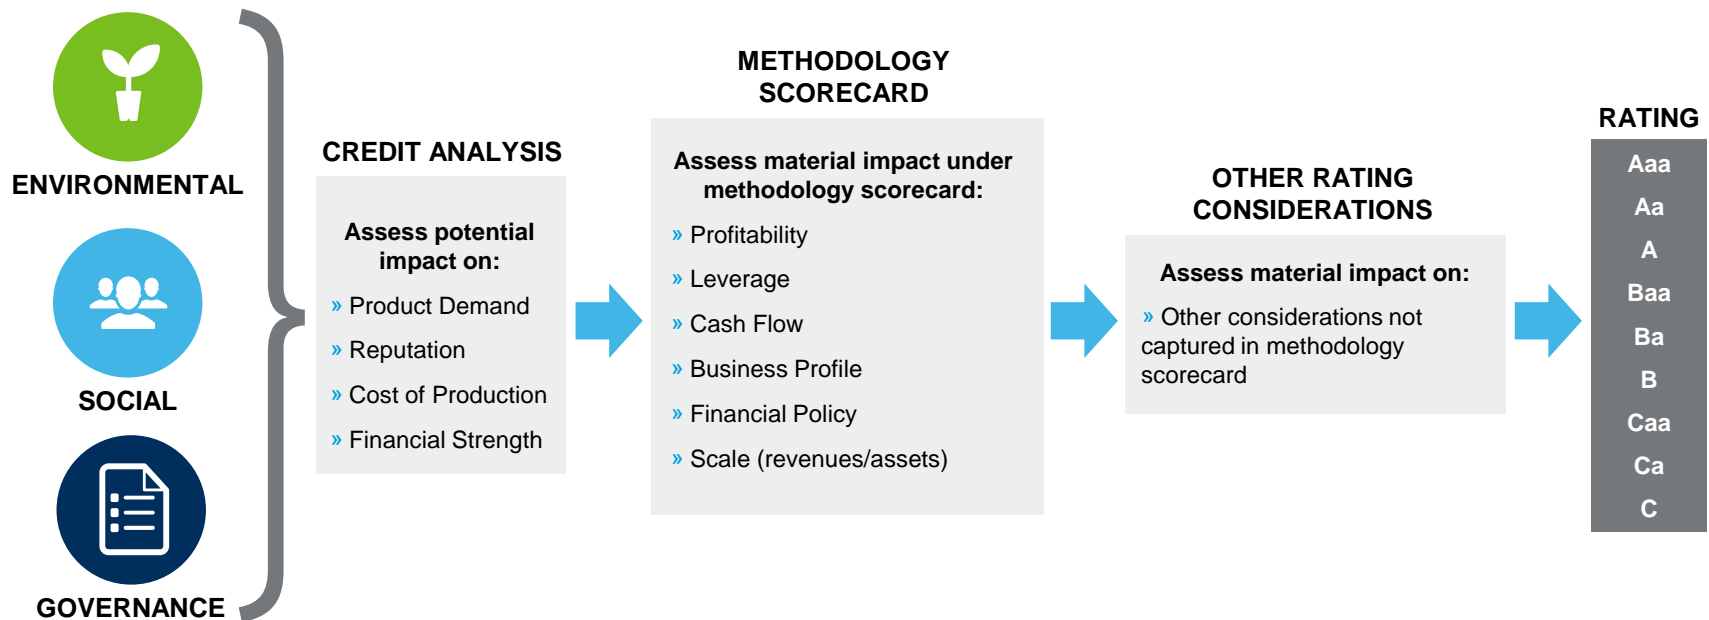 ENVIRONMENTAL
SOCIAL
GOVERNANCE
CREDIT ANALYSIS
Assess potential
impact on:
» Product Demand
» Reputation
» Cost of Production
» Financial Strength
METHODOLOGY
SCORECARD
Assess material impact under
methodology scorecard:
» Profitability
» Leverage
» Cash Flow
» Business Profile
» Financial Policy
» Scale (revenues/assets)
OTHER RATING
CONSIDERATIONS
Assess material impact on:
» Other considerations not
captured in methodology
scorecard
RATING
Aaa
Aa
A
Baa
Ba
B
Caa
Ca
C